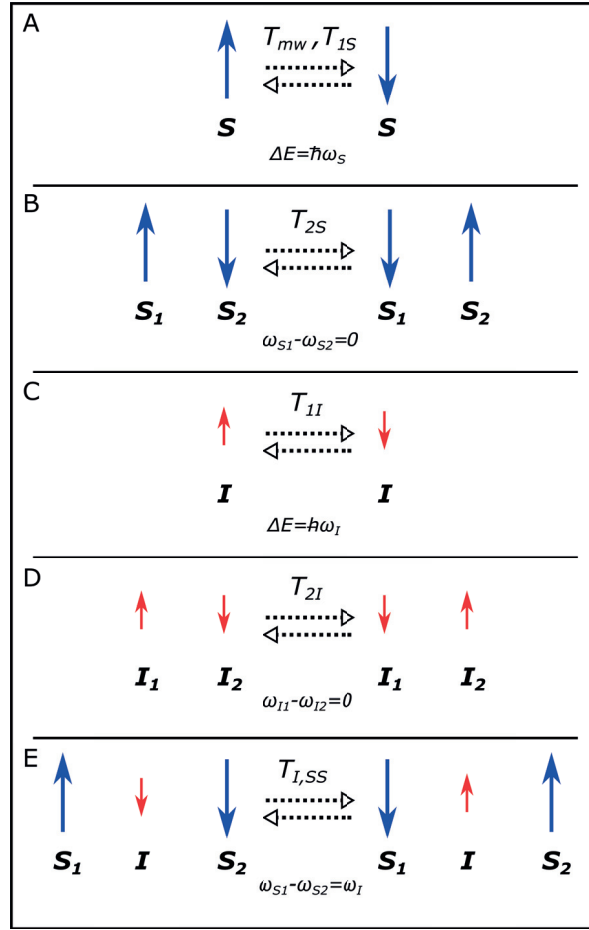 A
T_mw , T_1S
S S
ΔE=ħω_S
B
T_2S
S_1 S_2 S_1 S_2
ω_S1-ω_S2=0
C
T_1I
I I
ΔE=ħω_I
D
T_2I
I_1 I_2 I_1 I_2
ω_I1-ω_I2=0
E
T_I,SS
S_1 I S_2 S_1 I S_2
ω_S1-ω_S2=ω_I